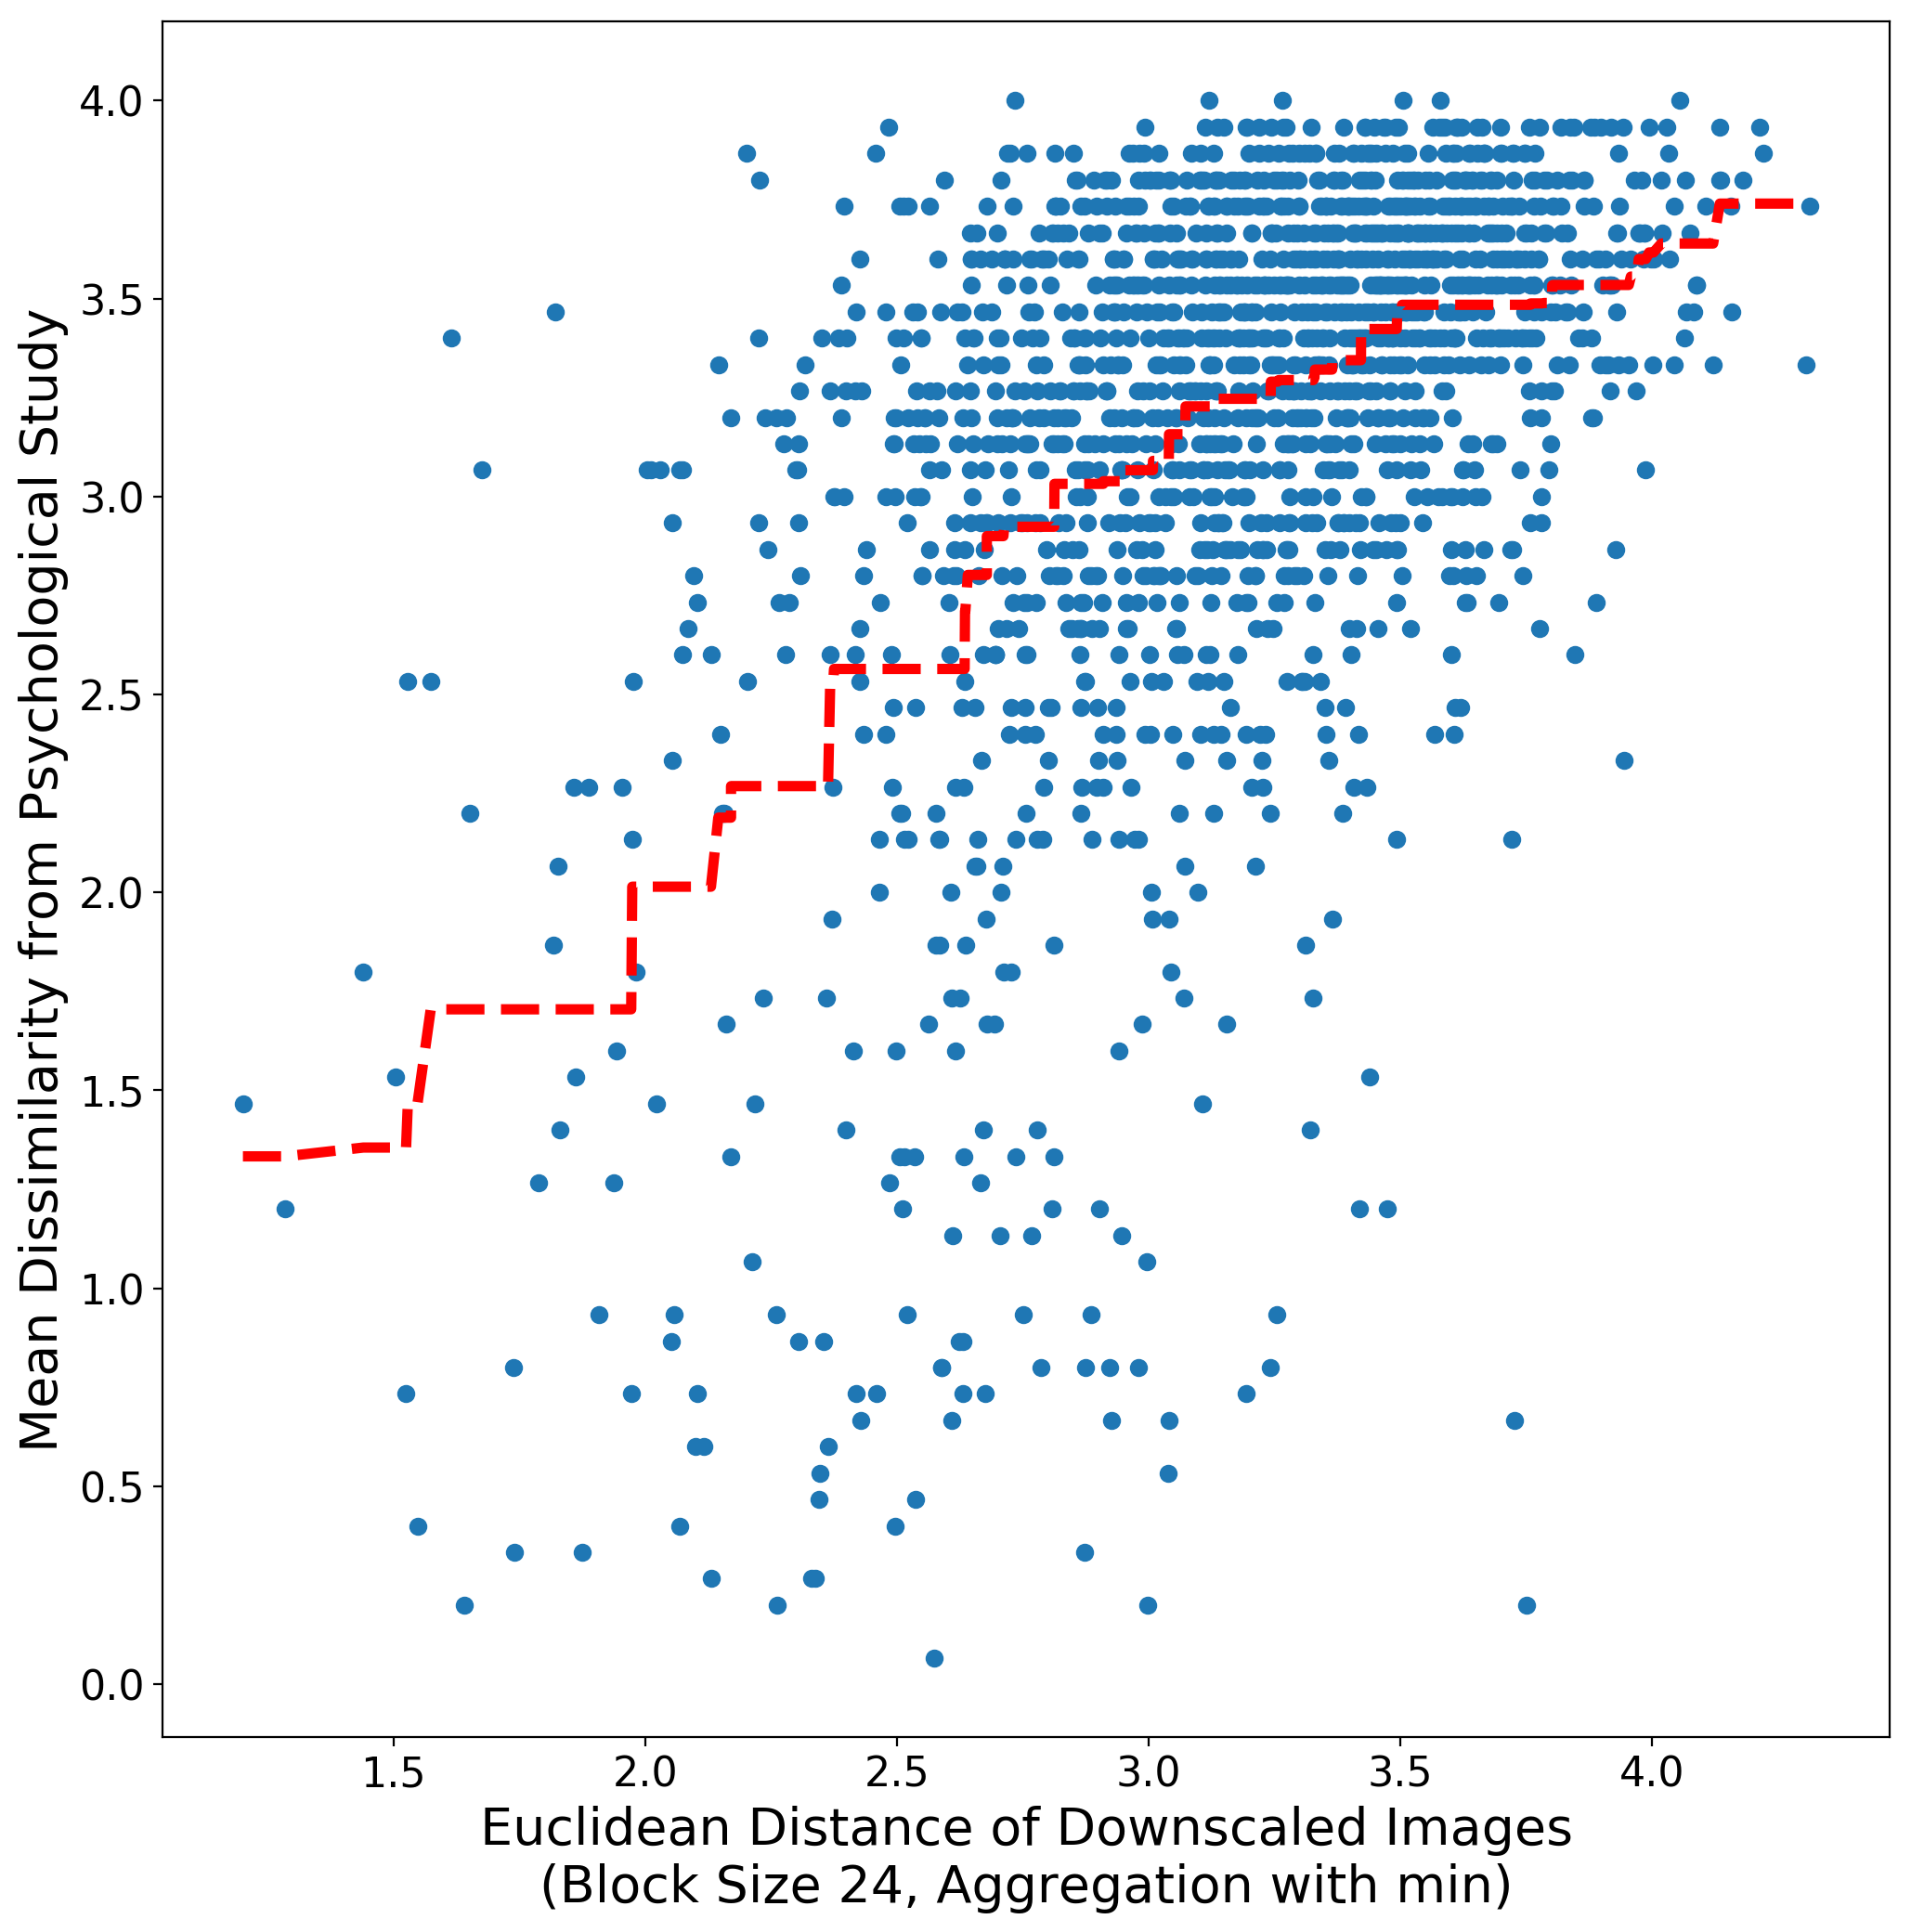 Mean Dissimilarity from Psychological Study
4.0
3.5
3.0
2.5
2.0
1.5
1.0
0.5
0.0
1.5 2.0 2.5 3.0 3.5 4.0
Euclidean Distance of Downscaled Images
(Block Size 24, Aggregation with min)